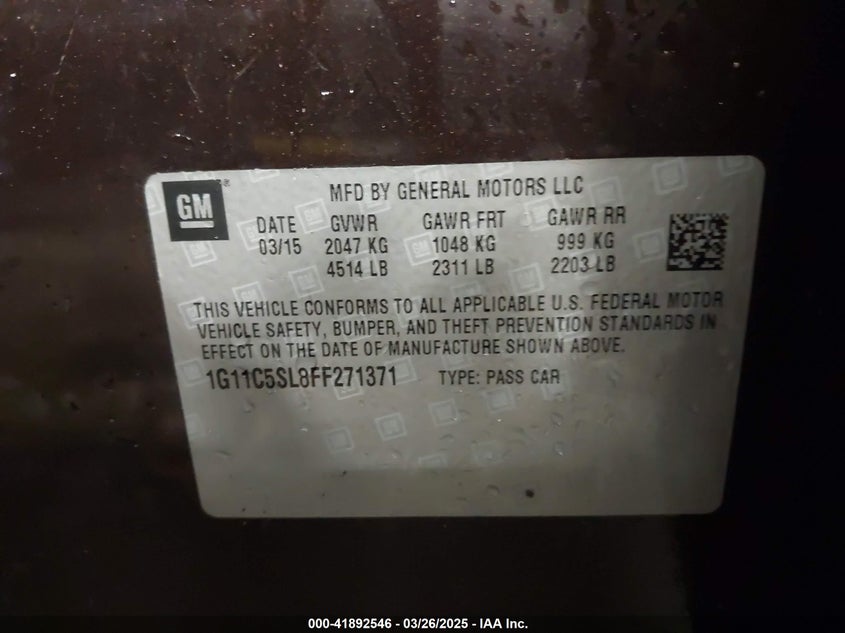 GM
MFD BY GENERAL MOTORS LLC
DATE GVWR GAWR FRT GAWR RR
03/15 2047 KG 1048 KG 999 KG
4514 LB 2311 LB 2203 LB
THIS VEHICLE CONFORMS TO ALL APPLICABLE U.S. FEDERAL MOTOR
VEHICLE SAFETY, BUMPER, AND THEFT PREVENTION STANDARDS IN
EFFECT ON THE DATE OF MANUFACTURE SHOWN ABOVE.
1G11C5SL8FF271371 TYPE: PASS CAR
000-41892546 - 03/26/2025 - IAA Inc.